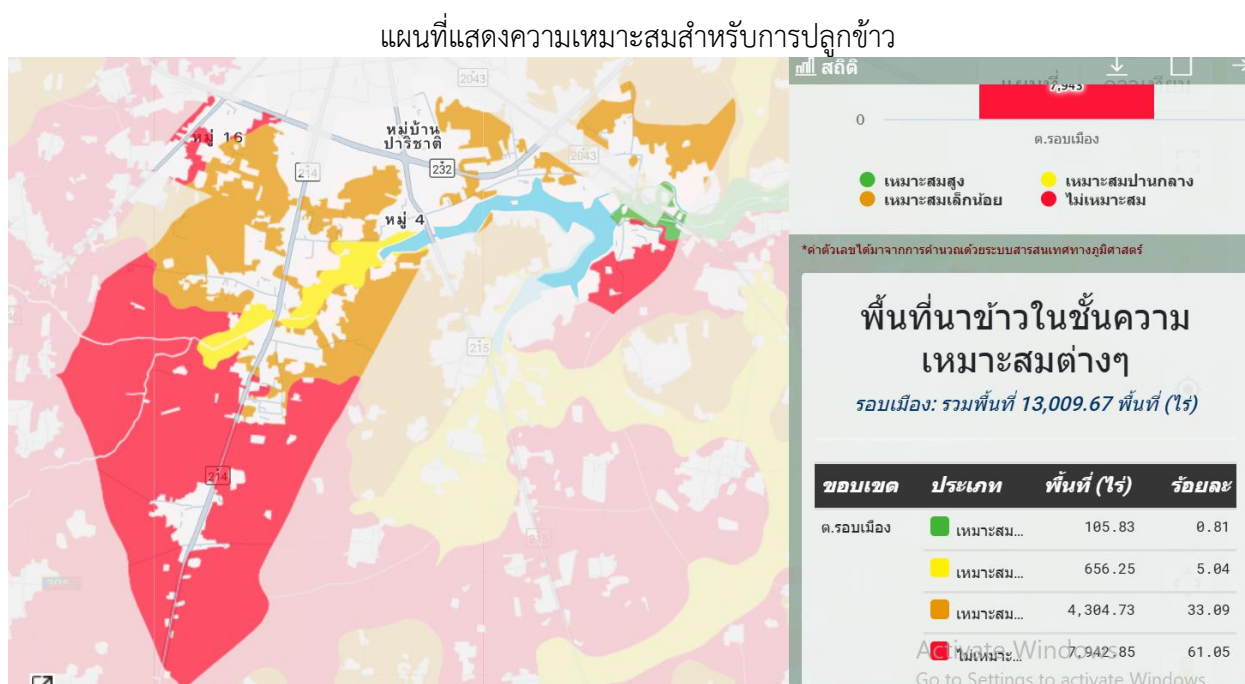 แผนที่แสดงความเหมาะสมสำหรับการปลูกข้าว
2043
หมู่ 16
หมู่บ้าน
ปาริชาติ
2043
214
232
หมู่ 4
215
214
215
สถิติ
7,943
0
ต.รอบเมือง
เหมาะสมสูง
เหมาะสมปานกลาง
เหมาะสมเล็กน้อย
ไม่เหมาะสม
*ค่าตัวเลขได้มาจากการคำนวณด้วยระบบสารสนเทศทางภูมิศาสตร์
พื้นที่นาข้าวในชั้นความ
เหมาะสมต่างๆ
รอบเมือง: รวมพื้นที่ 13,009.67 พื้นที่ (ไร่)
ขอบเขต ประเภท พื้นที่ (ไร่) ร้อยละ
ต.รอบเมือง เหมาะสม... 105.83 0.81
เหมาะสม... 656.25 5.04
เหมาะสม... 4,304.73 33.09
ไม่เหมาะ... 7,942.85 61.05
Activate Windows
Go to Settings to activate Windows